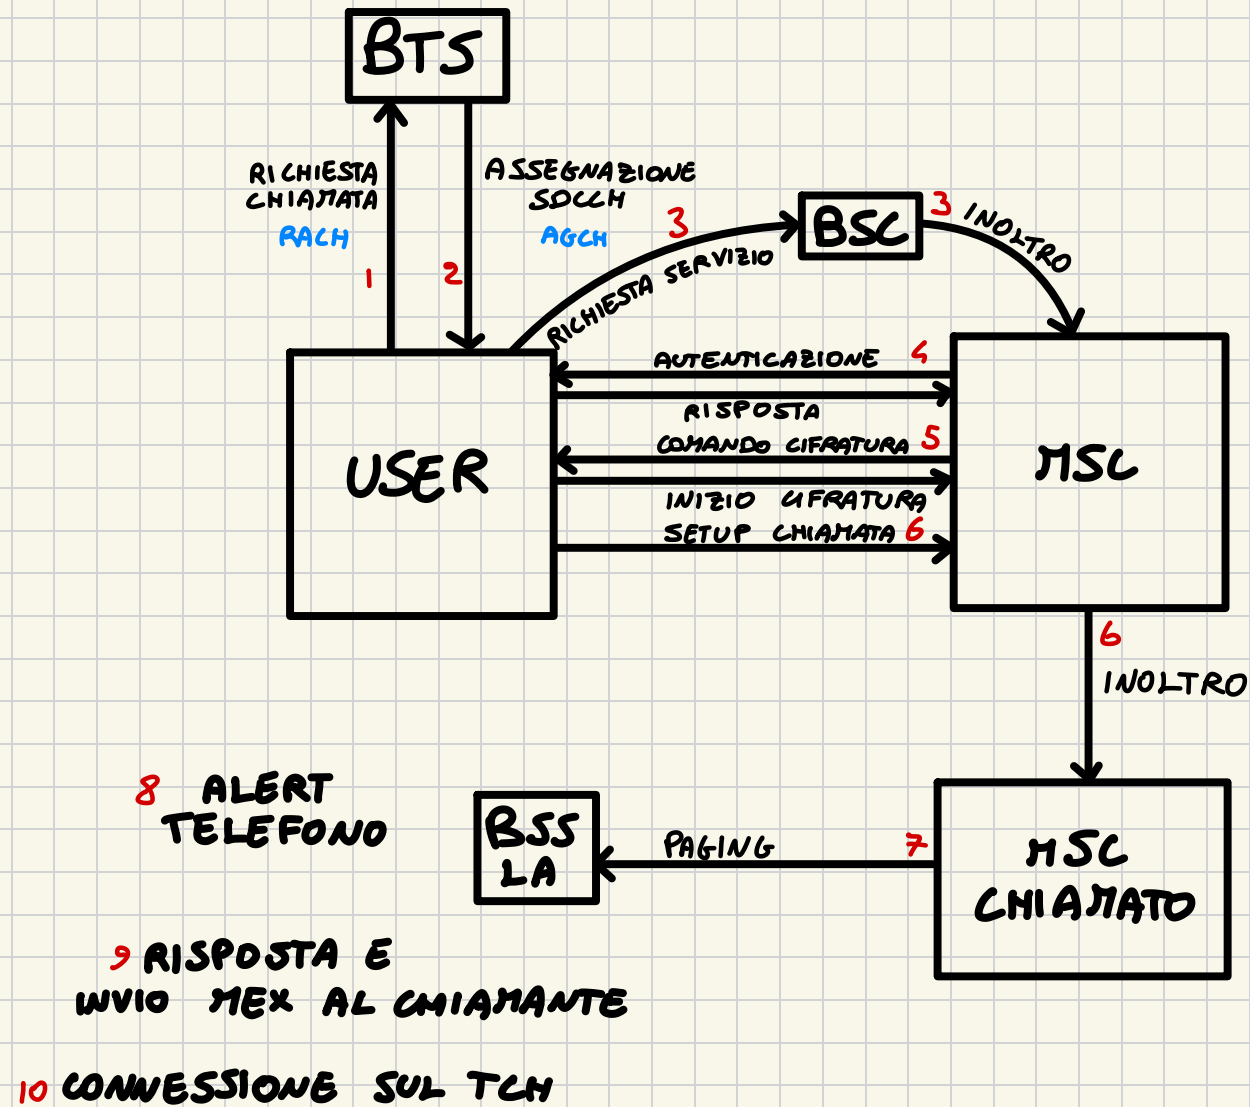 BTS
RICHIESTA
CHIAMATA
RACH
1
2
ASSEGNAZIONE
SDCCH
AGCH
3
RICHIESTA SERVIZIO
BSC
3 INOLTRO
USER
AUTENTICAZIONE 4
RISPOSTA
COMANDO CIFRATURA 5
INIZIO CIFRATURA
SETUP CHIAMATA 6
MSC
6
INOLTRO
MSC
CHIAMATO
PAGING 7
BSS
LA
8 ALERT
TELEFONO
9 RISPOSTA E
INVIO MEX AL CHIAMANTE
10 CONNESSIONE SUL TCH